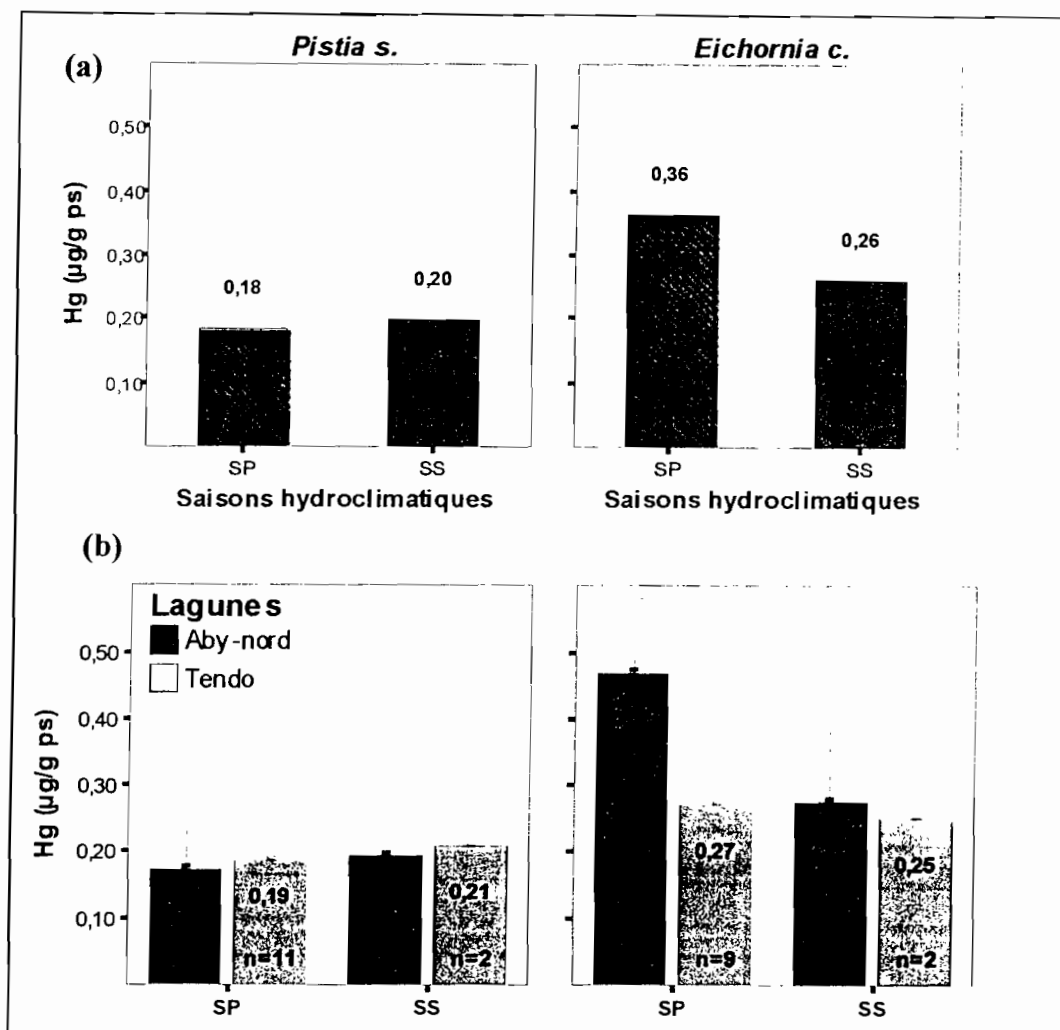 (a)
Pistia s.
Eichornia c.
Hg (µg/g ps)
0,50
0,40
0,30
0,20
0,10
0,18
0,20
0,36
0,26
SP
SS
SP
SS
Saisons hydroclimatiques
Saisons hydroclimatiques
(b)
Lagunes
Aby-nord
Tendo
Hg (µg/g ps)
0,50
0,40
0,30
0,20
0,10
0,19
n=11
0,21
n=2
0,27
n=9
0,25
n=2
SP
SS
SP
SS